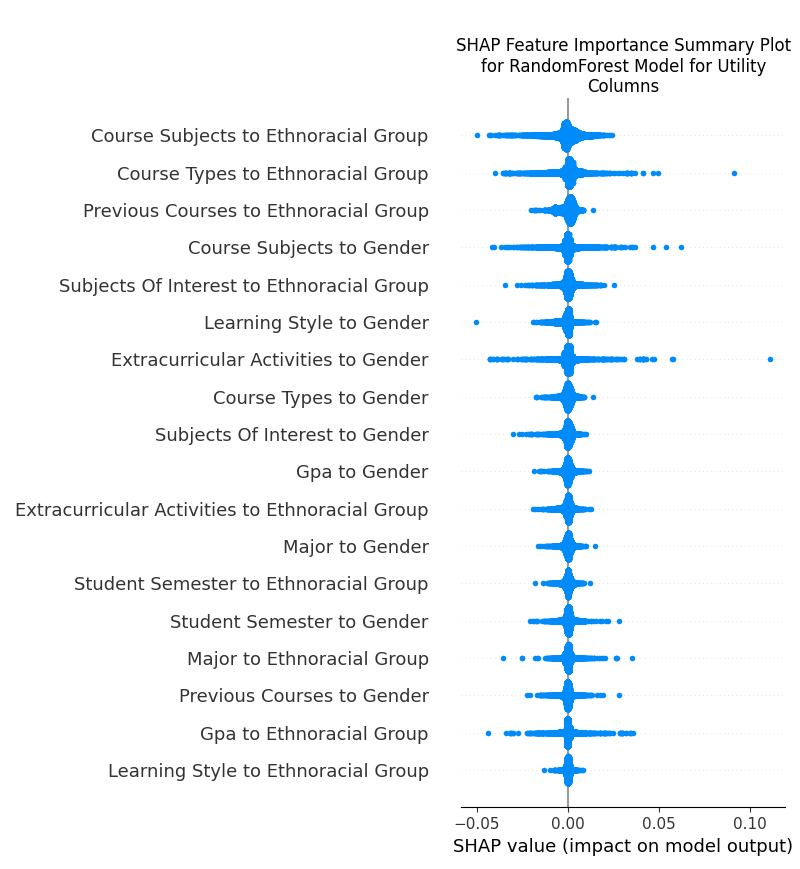 SHAP Feature Importance Summary Plot
for RandomForest Model for Utility
Columns
Course Subjects to Ethnoracial Group
Course Types to Ethnoracial Group
Previous Courses to Ethnoracial Group
Course Subjects to Gender
Subjects Of Interest to Ethnoracial Group
Learning Style to Gender
Extracurricular Activities to Gender
Course Types to Gender
Subjects Of Interest to Gender
Gpa to Gender
Extracurricular Activities to Ethnoracial Group
Major to Gender
Student Semester to Ethnoracial Group
Student Semester to Gender
Major to Ethnoracial Group
Previous Courses to Gender
Gpa to Ethnoracial Group
Learning Style to Ethnoracial Group
−0.05 0.00 0.05 0.10
SHAP value (impact on model output)